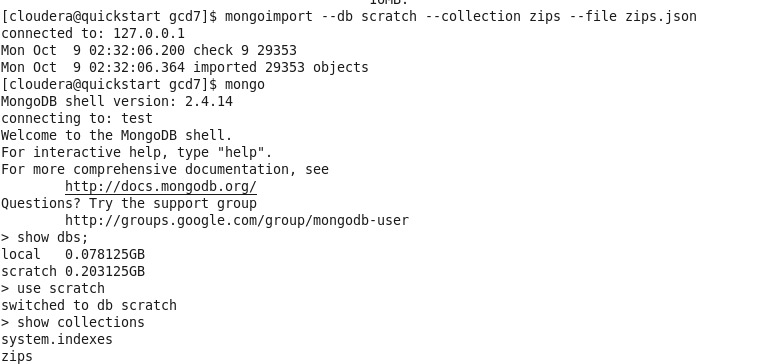 16MB.
[cloudera@quickstart gcd7]$ mongoimport --db scratch --collection zips --file zips.json
connected to: 127.0.0.1
Mon Oct  9 02:32:06.200 check 9 29353
Mon Oct  9 02:32:06.364 imported 29353 objects
[cloudera@quickstart gcd7]$ mongo
MongoDB shell version: 2.4.14
connecting to: test
Welcome to the MongoDB shell.
For interactive help, type "help".
For more comprehensive documentation, see
        http://docs.mongodb.org/
Questions? Try the support group
        http://groups.google.com/group/mongodb-user
> show dbs;
local   0.078125GB
scratch 0.203125GB
> use scratch
switched to db scratch
> show collections
system.indexes
zips